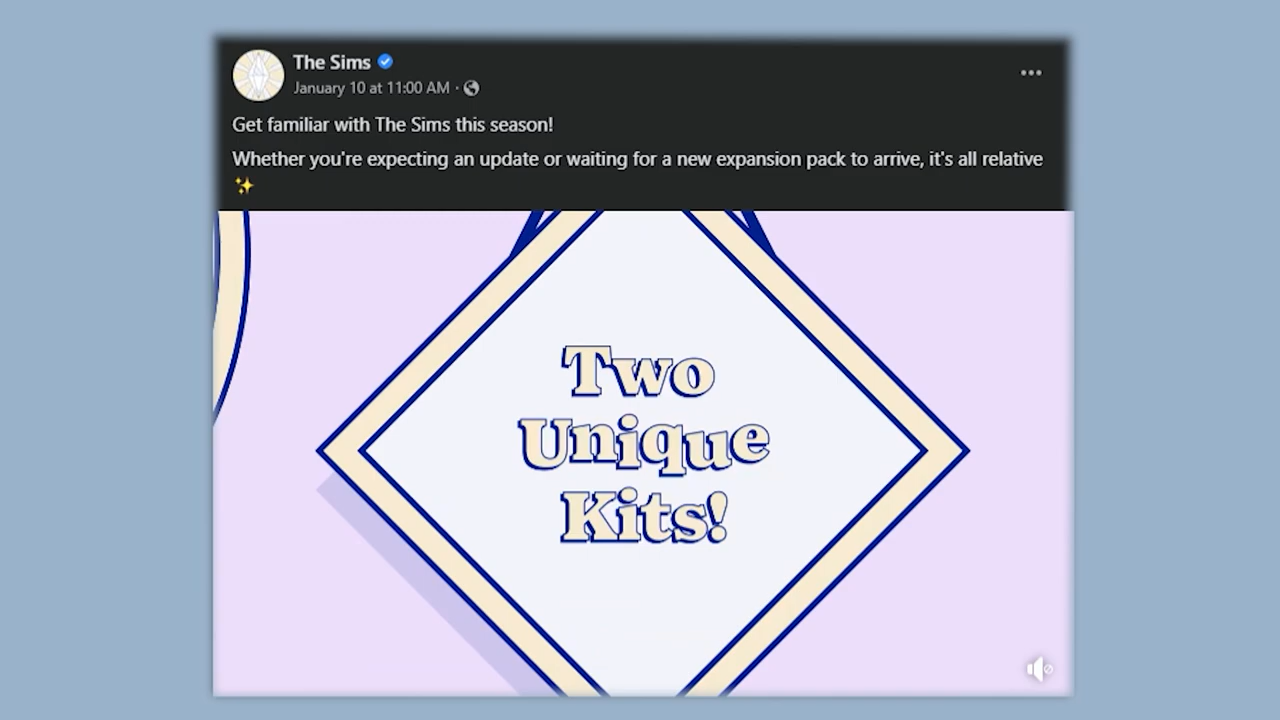 The Sims
January 10 at 11:00 AM ·
Get familiar with The Sims this season!
Whether you're expecting an update or waiting for a new expansion pack to arrive, it's all relative
✨
Two
Unique
Kits!